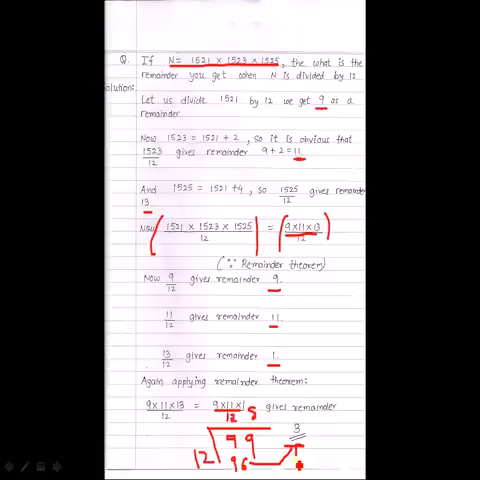 Q. If N = 1521 × 1523 × 1525, the what is the
remainder you get when N is divided by 12
Solution:
Let us divide 1521 by 12 we get 9 as a
remainder
Now 1523 = 1521 + 2, so it is obvious that
1523/12 gives remainder 9+2=11.
And 1525 = 1521 + 4, so 1525/12 gives remainder
13.
Now (1521 × 1523 × 1525 / 12) = (9×11×13 / 12)
(∵ Remainder theorem)
Now 9/12 gives remainder 9.
11/12 gives remainder 11.
13/12 gives remainder 1.
Again applying remainder theorem:
9×11×13/12 = 9×11×1/12 gives remainder
8
3
12 99
96